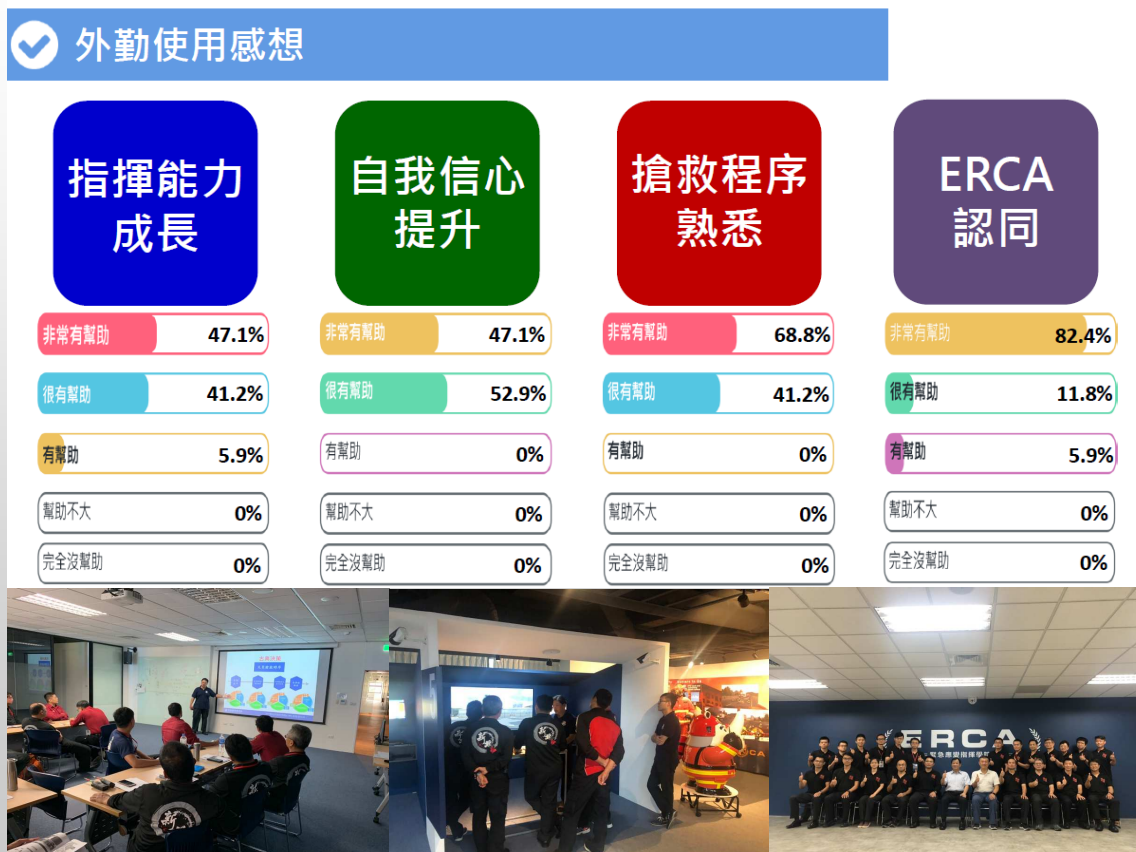 外勤使用感想
指揮能力
成長
非常有幫助 47.1%
很有幫助 41.2%
有幫助 5.9%
幫助不大 0%
完全沒幫助 0%
自我信心
提升
非常有幫助 47.1%
很有幫助 52.9%
有幫助 0%
幫助不大 0%
完全沒幫助 0%
搶救程序
熟悉
非常有幫助 68.8%
很有幫助 41.2%
有幫助 0%
幫助不大 0%
完全沒幫助 0%
ERCA
認同
非常有幫助 82.4%
很有幫助 11.8%
有幫助 5.9%
幫助不大 0%
完全沒幫助 0%
ERCA
緊急應變指揮學